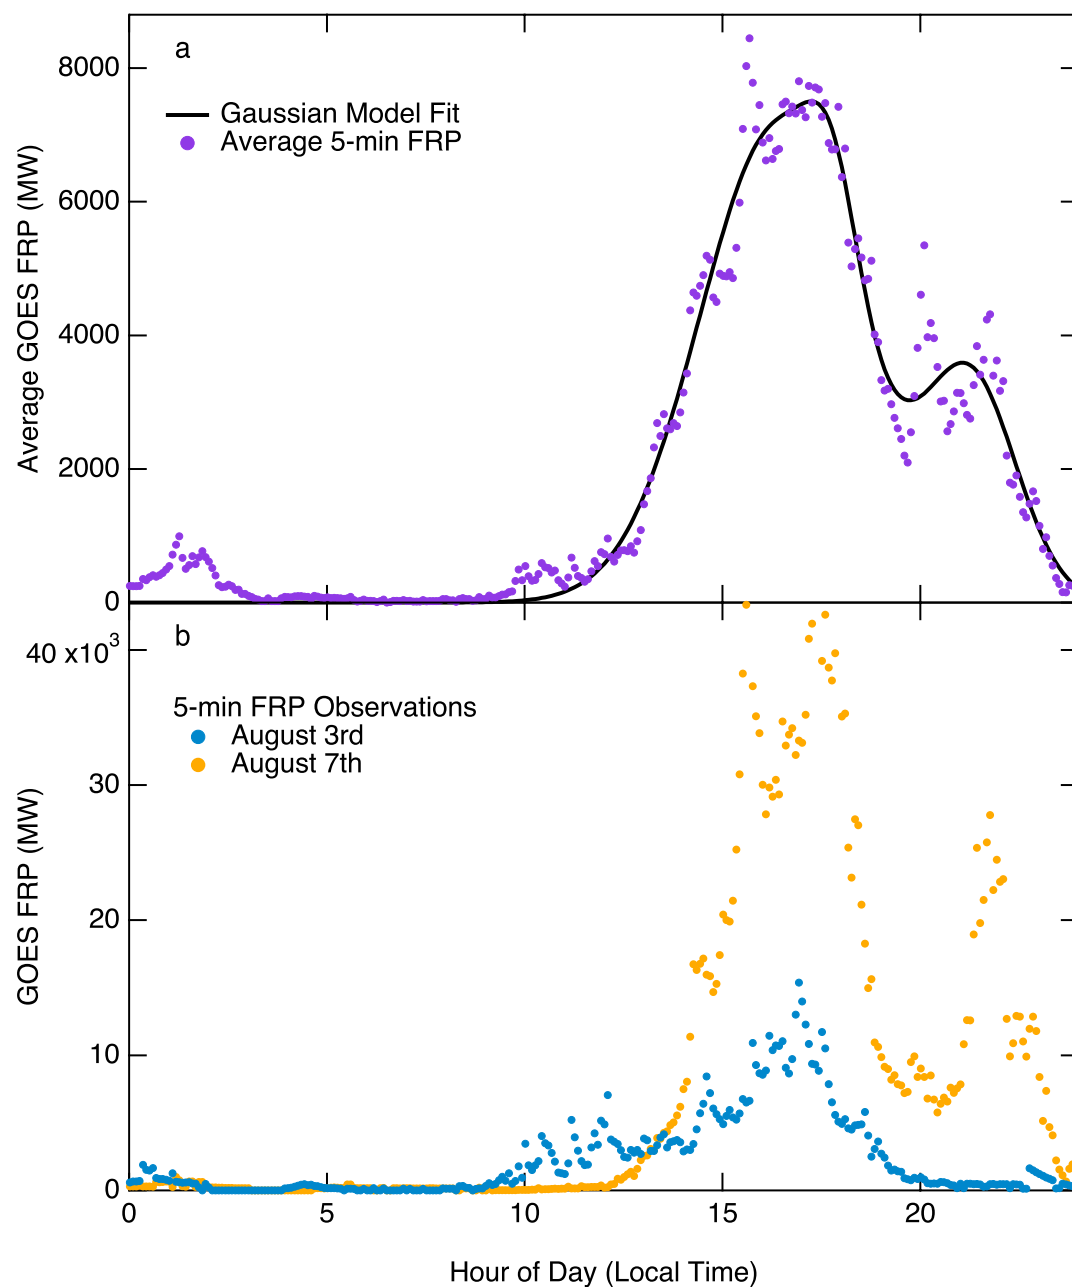 a
8000
Gaussian Model Fit
Average 5-min FRP
6000
4000
2000
0
Average GOES FRP (MW)
b
40 x10³
5-min FRP Observations
August 3rd
August 7th
30
20
10
0
GOES FRP (MW)
0 5 10 15 20
Hour of Day (Local Time)